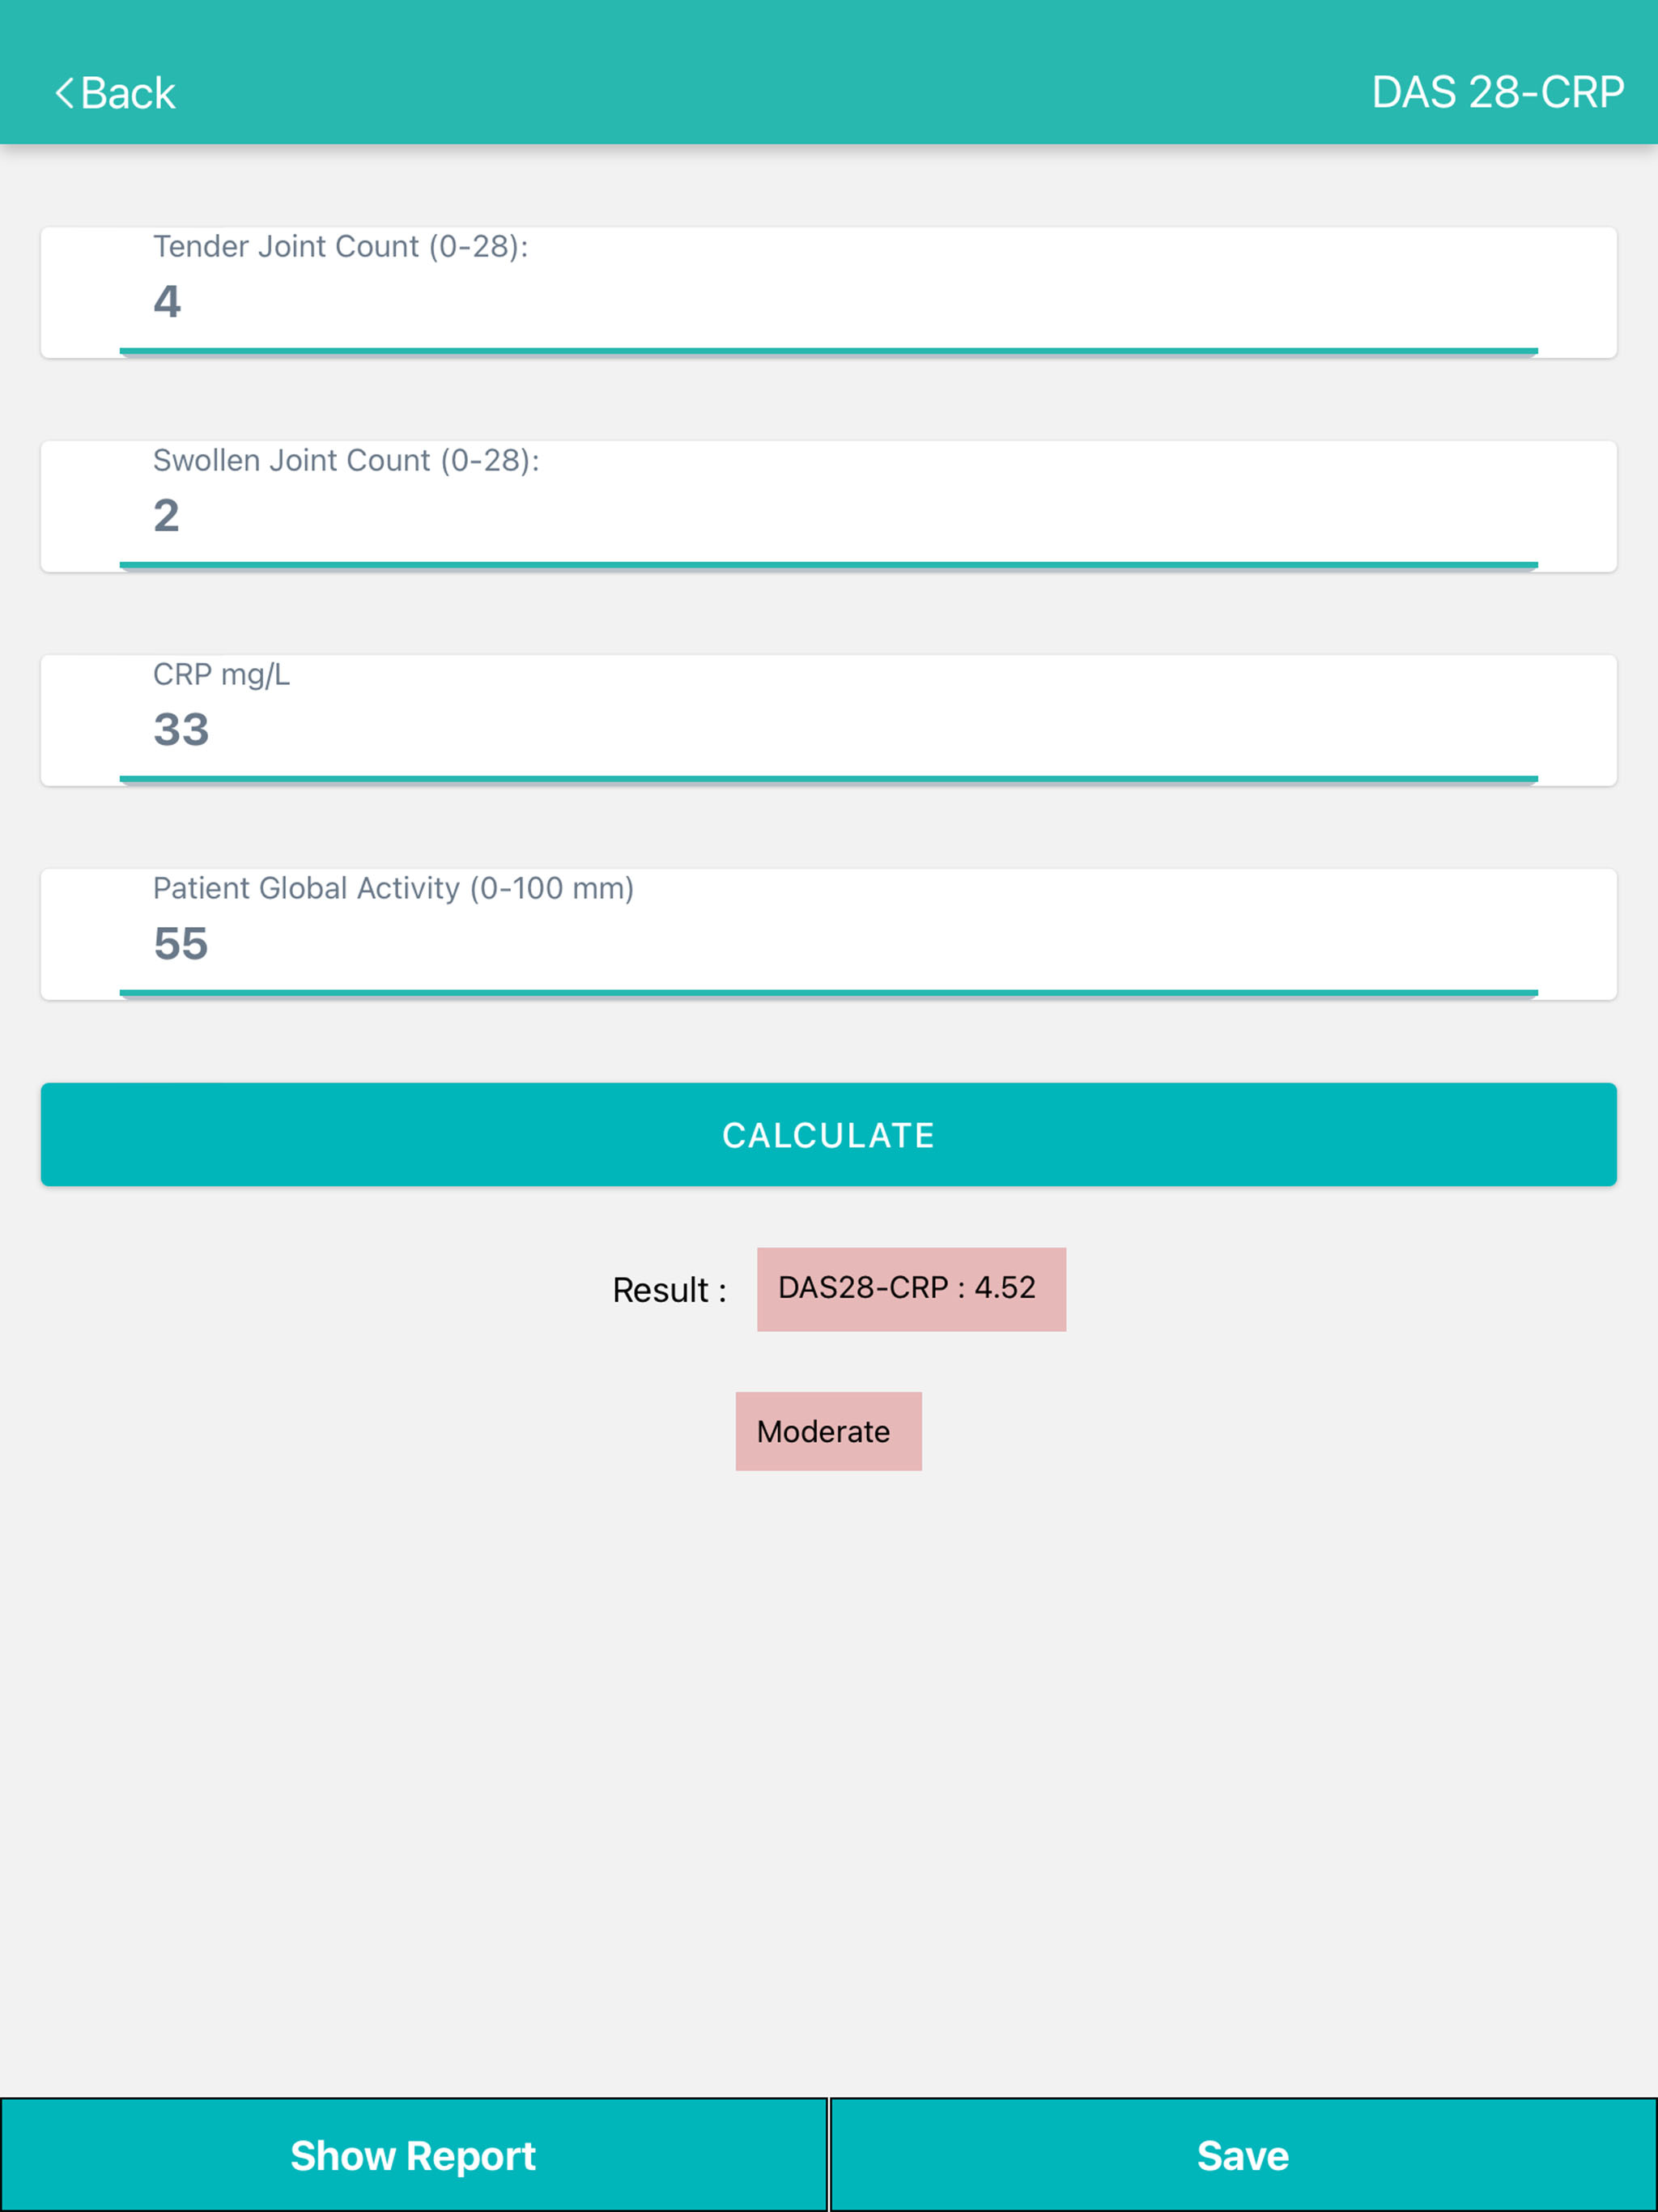 Back
DAS 28-CRP
Tender Joint Count (0-28):
4
Swollen Joint Count (0-28):
2
CRP mg/L
33
Patient Global Activity (0-100 mm)
55
CALCULATE
Result :
DAS28-CRP : 4.52
Moderate
Show Report
Save